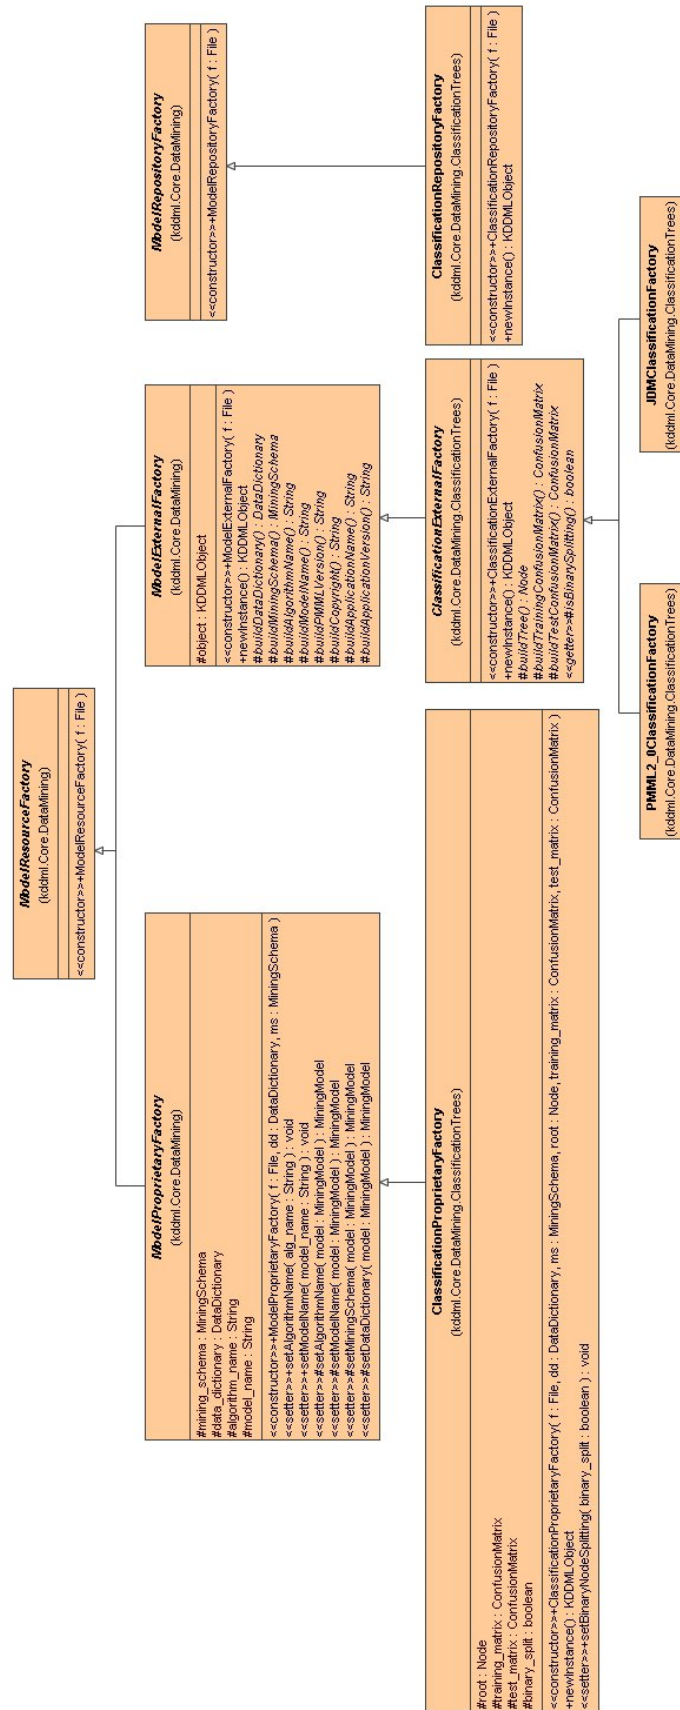 ModelResourceFactory
(kddml.Core.DataMining)
<<constructor>>+ModelResourceFactory( f : File )
ModelProprietaryFactory
(kddml.Core.DataMining)
#mining_schema : MiningSchema
#data_dictionary : DataDictionary
#algorithm_name : String
#model_name : String
<<constructor>>+ModelProprietaryFactory( f : File, dd : DataDictionary, ms : MiningSchema )
<<setter>>+setAlgorithmName( alg_name : String ) : void
<<setter>>+setModelName( model_name : String ) : void
<<setter>>#setAlgorithmName( model : MiningModel ) : MiningModel
<<setter>>#setModelName( model : MiningModel ) : MiningModel
<<setter>>#setMiningSchema( model : MiningModel ) : MiningModel
<<setter>>#setDataDictionary( model : MiningModel ) : MiningModel
ModelExternalFactory
(kddml.Core.DataMining)
#object : KDDMLObject
<<constructor>>+ModelExternalFactory( f : File )
+newInstance() : KDDMLObject
#buildDataDictionary() : DataDictionary
#buildMiningSchema() : MiningSchema
#buildAlgorithmName() : String
#buildModelName() : String
#buildPMMLVersion() : String
#buildCopyright() : String
#buildApplicationName() : String
#buildApplicationVersion() : String
ModelRepositoryFactory
(kddml.Core.DataMining)
<<constructor>>+ModelRepositoryFactory( f : File )
ClassificationProprietaryFactory
(kddml.Core.DataMining.ClassificationTrees)
#root : Node
#training_matrix : ConfusionMatrix
#test_matrix : ConfusionMatrix
#binary_split : boolean
<<constructor>>+ClassificationProprietaryFactory( f : File, dd : DataDictionary, ms : MiningSchema, root : Node, training_matrix : ConfusionMatrix, test_matrix : ConfusionMatrix )
+newInstance() : KDDMLObject
<<setter>>+setBinaryNodeSplitting( binary_split : boolean ) : void
ClassificationExternalFactory
(kddml.Core.DataMining.ClassificationTrees)
<<constructor>>+ClassificationExternalFactory( f : File )
+newInstance() : KDDMLObject
#buildTree() : Node
#buildTrainingConfusionMatrix() : ConfusionMatrix
#buildTestConfusionMatrix() : ConfusionMatrix
<<getter>>#isBinarySplitting() : boolean
ClassificationRepositoryFactory
(kddml.Core.DataMining.ClassificationTrees)
<<constructor>>+ClassificationRepositoryFactory( f : File )
+newInstance() : KDDMLObject
PMML2_0ClassificationFactory
(kddml.Core.DataMining.ClassificationTrees)
JDMClassificationFactory
(kddml.Core.DataMining.ClassificationTrees)